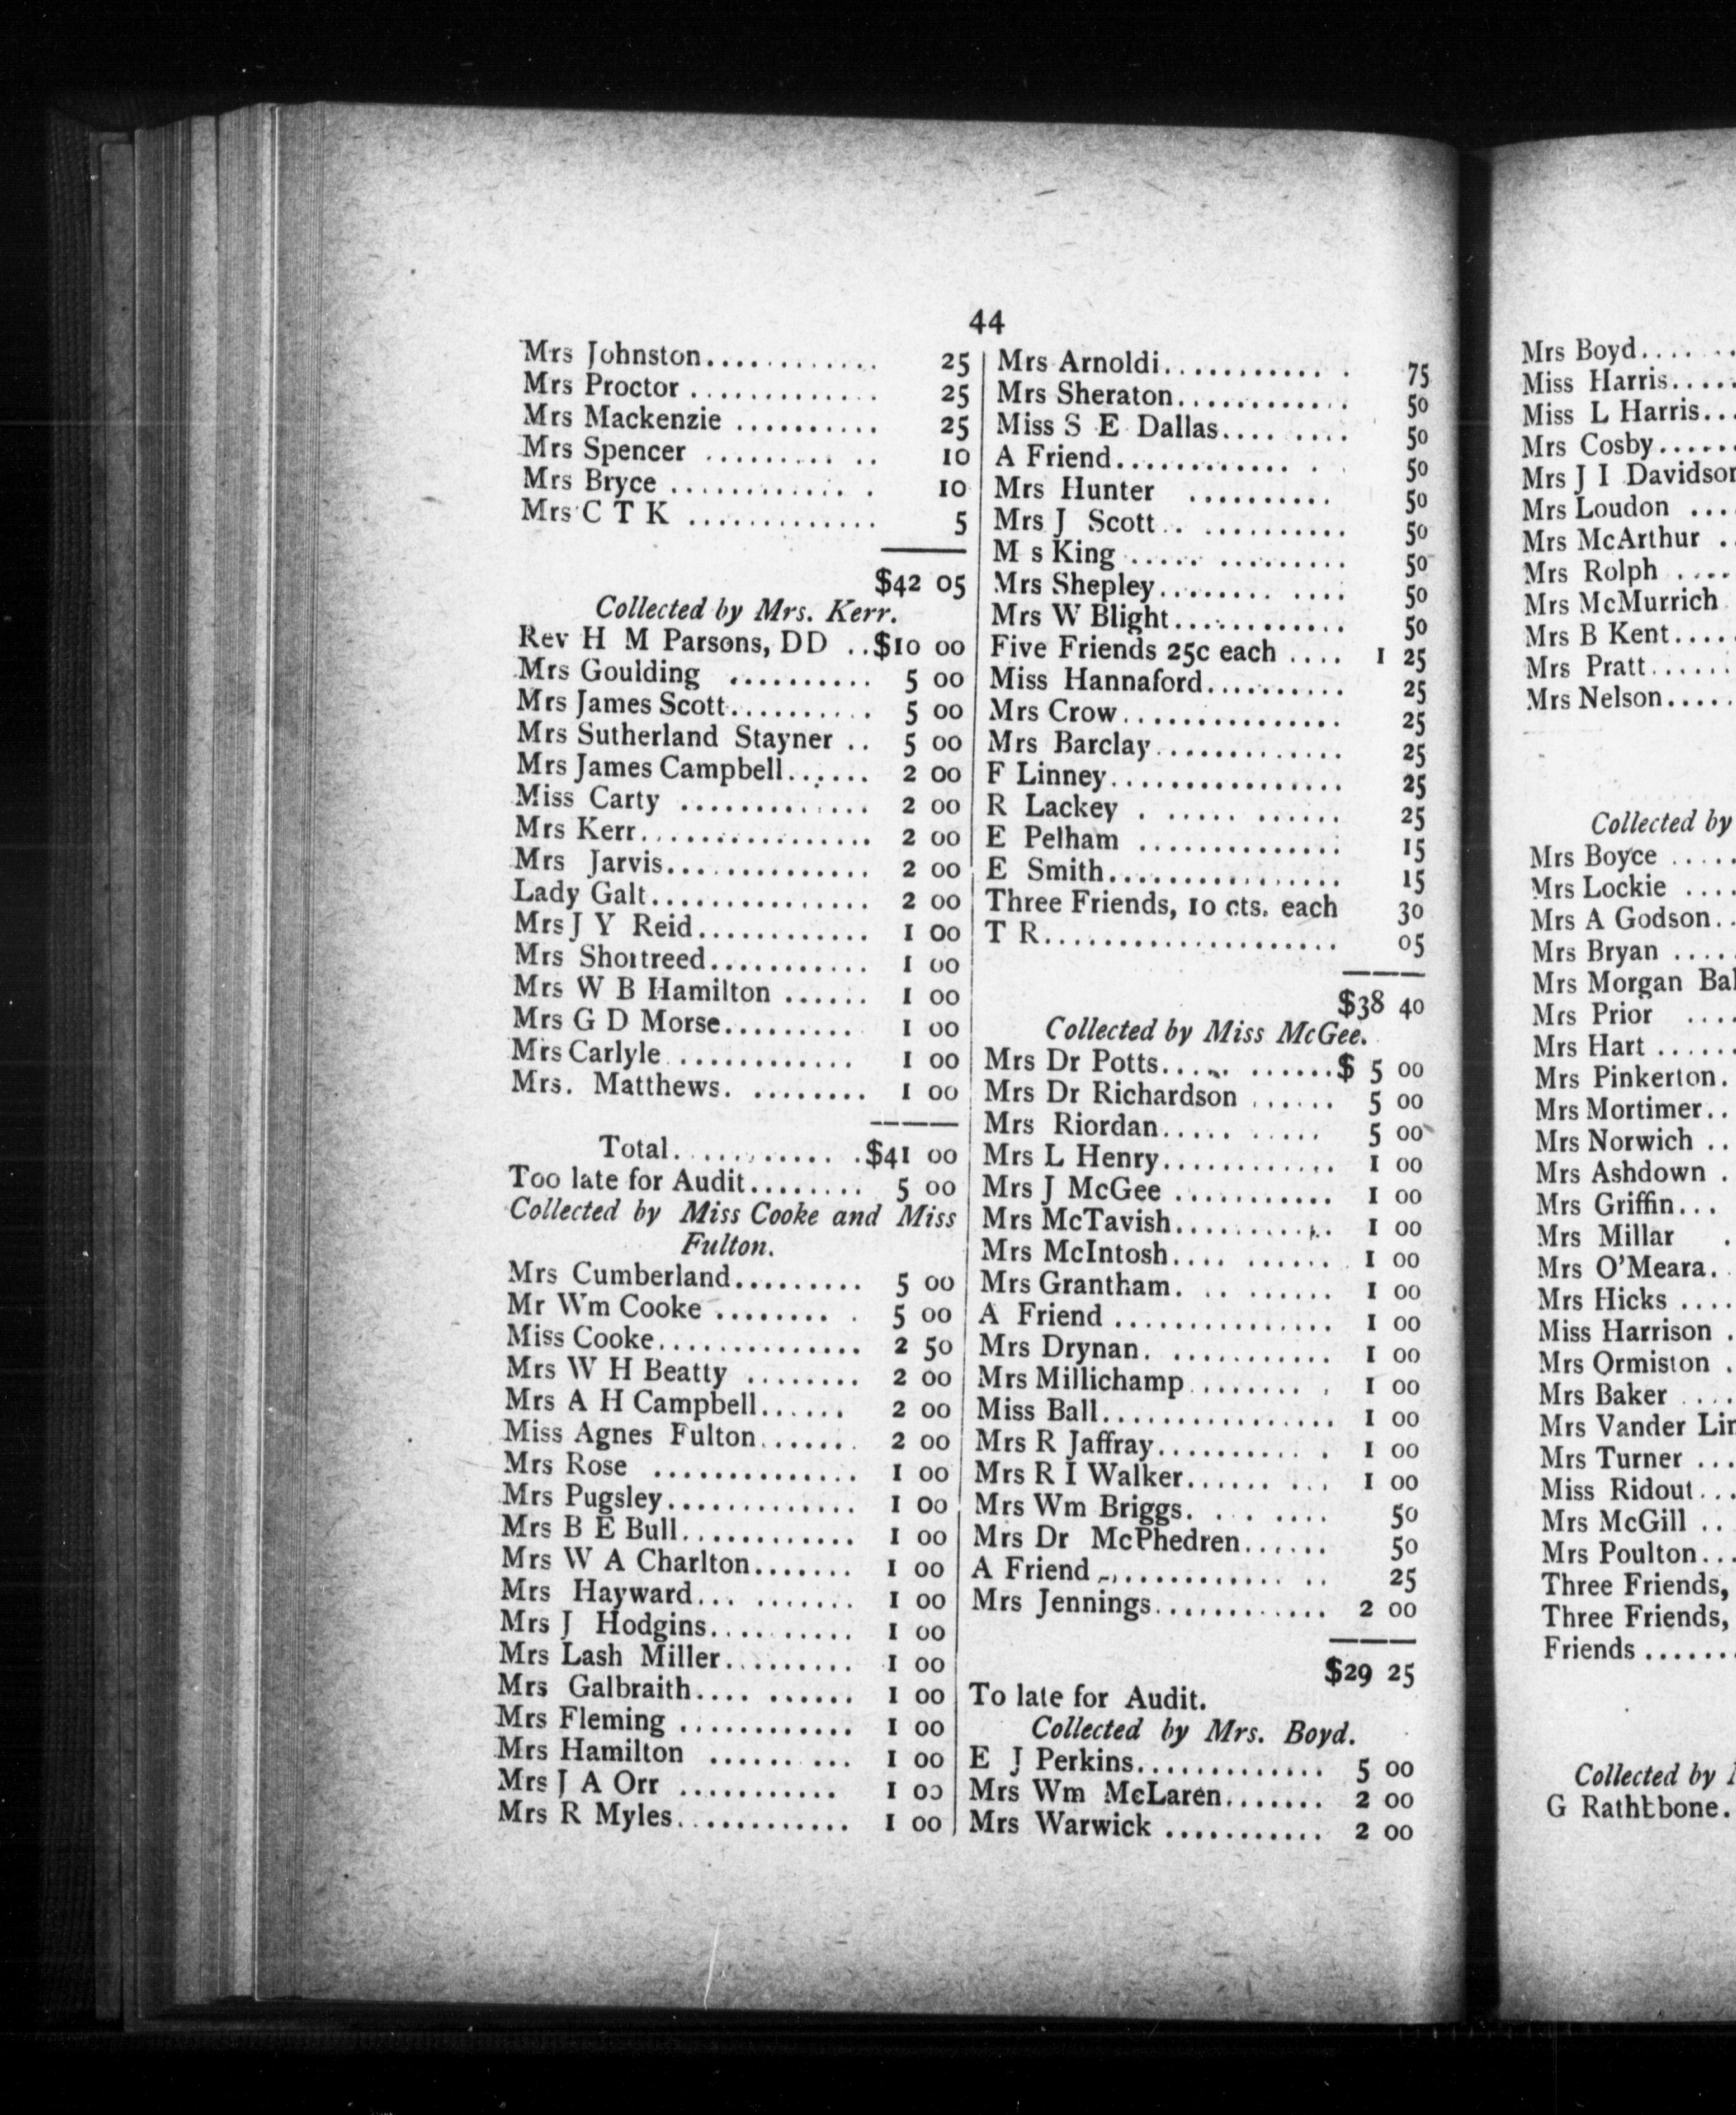 44
Mrs Johnston............ 25
Mrs Proctor ............. 25
Mrs Mackenzie .......... 25
Mrs Spencer ......... .. 10
Mrs Bryce ............ . 10
Mrs C T K ............. 5
$42 05
Collected by Mrs. Kerr.
Rev H M Parsons, DD ..$10 00
Mrs Goulding .......... 5 00
Mrs James Scott.......... 5 00
Mrs Sutherland Stayner .. 5 00
Mrs James Campbell...... 2 00
Miss Carty ............. 2 00
Mrs Kerr................ 2 00
Mrs Jarvis.............. 2 00
Lady Galt............... 2 00
Mrs J Y Reid............ 1 00
Mrs Shortreed........... 1 00
Mrs W B Hamilton ...... 1 00
Mrs G D Morse......... 1 00
Mrs Carlyle ............ 1 00
Mrs. Matthews. ........ 1 00
Total.............$41 00
Too late for Audit........ 5 00
Collected by Miss Cooke and Miss
Fulton.
Mrs Cumberland......... 5 00
Mr Wm Cooke ........ . 5 00
Miss Cooke.............. 2 50
Mrs W H Beatty ........ 2 00
Mrs A H Campbell...... 2 00
Miss Agnes Fulton....... 2 00
Mrs Rose .............. 1 00
Mrs Pugsley............. 1 00
Mrs B E Bull............ 1 00
Mrs W A Charlton....... 1 00
Mrs Hayward... ....... 1 00
Mrs J Hodgins.......... 1 00
Mrs Lash Miller......... 1 00
Mrs Galbraith.... ...... 1 00
Mrs Fleming ............ 1 00
Mrs Hamilton ...... ... 1 00
Mrs J A Orr ........... 1 00
Mrs R Myles............ 1 00
Mrs Arnoldi........... . 75
Mrs Sheraton............ 50
Miss S E Dallas.... .... 50
A Friend............ . 50
Mrs Hunter .......... 50
Mrs J Scott . .......... 50
M s King ..... ......... 50
Mrs Shepley........ .... 50
Mrs W Blight............ 50
Five Friends 25c each .... 1 25
Miss Hannaford.......... 25
Mrs Crow............... 25
Mrs Barclay............. 25
F Linney................ 25
R Lackey . ..... ...... 25
E Pelham .............. 15
E Smith................ 15
Three Friends, 10 cts. each 30
T R.................... 05
$38 40
Collected by Miss McGee.
Mrs Dr Potts..... ......$ 5 00
Mrs Dr Richardson ...... 5 00
Mrs Riordan..... ..... 5 00
Mrs L Henry............ 1 00
Mrs J McGee ........... 1 00
Mrs McTavish........... 1 00
Mrs McIntosh.... ...... 1 00
Mrs Grantham. .. ...... 1 00
A Friend ............... 1 00
Mrs Drynan. ........... 1 00
Mrs Millichamp ........ . 1 00
Miss Ball................ 1 00
Mrs R Jaffray.......... . 1 00
Mrs R I Walker...... ... 1 00
Mrs Wm Briggs. . . .... 50
Mrs Dr McPhedren...... 50
A Friend ............ .. 25
Mrs Jennings............ 2 00
$29 25
To late for Audit.
Collected by Mrs. Boyd.
E J Perkins............. 5 00
Mrs Wm McLaren....... 2 00
Mrs Warwick ........... 2 00
Mrs Boyd....
Miss Harris....
Miss L Harris...
Mrs Cosby......
Mrs J I Davidson
Mrs Loudon ...
Mrs McArthur .
Mrs Rolph ....
Mrs McMurrich
Mrs B Kent....
Mrs Pratt......
Mrs Nelson.....
Collected by
Mrs Boyce .....
Mrs Lockie ....
Mrs A Godson..
Mrs Bryan .....
Mrs Morgan
Mrs Prior ....
Mrs Hart ......
Mrs Pinkerton.
Mrs Mortimer..
Mrs Norwich ..
Mrs Ashdown .
Mrs Griffin...
Mrs Millar .
Mrs O'Meara.
Mrs Hicks ....
Miss Harrison .
Mrs Ormiston .
Mrs Baker ....
Mrs Vander
Mrs Turner ...
Miss Ridout...
Mrs McGill ..
Mrs Poulton...
Three Friends,
Three Friends,
Friends .......
Collected by
G Rathbone.